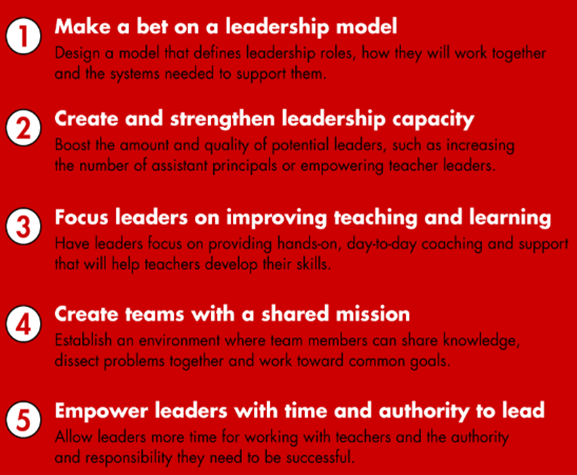 1 Make a bet on a leadership model
Design a model that defines leadership roles, how they will work together
and the systems needed to support them.
2 Create and strengthen leadership capacity
Boost the amount and quality of potential leaders, such as increasing
the number of assistant principals or empowering teacher leaders.
3 Focus leaders on improving teaching and learning
Have leaders focus on providing hands-on, day-to-day coaching and support
that will help teachers develop their skills.
4 Create teams with a shared mission
Establish an environment where team members can share knowledge,
dissect problems together and work toward common goals.
5 Empower leaders with time and authority to lead
Allow leaders more time for working with teachers and the authority
and responsibility they need to be successful.